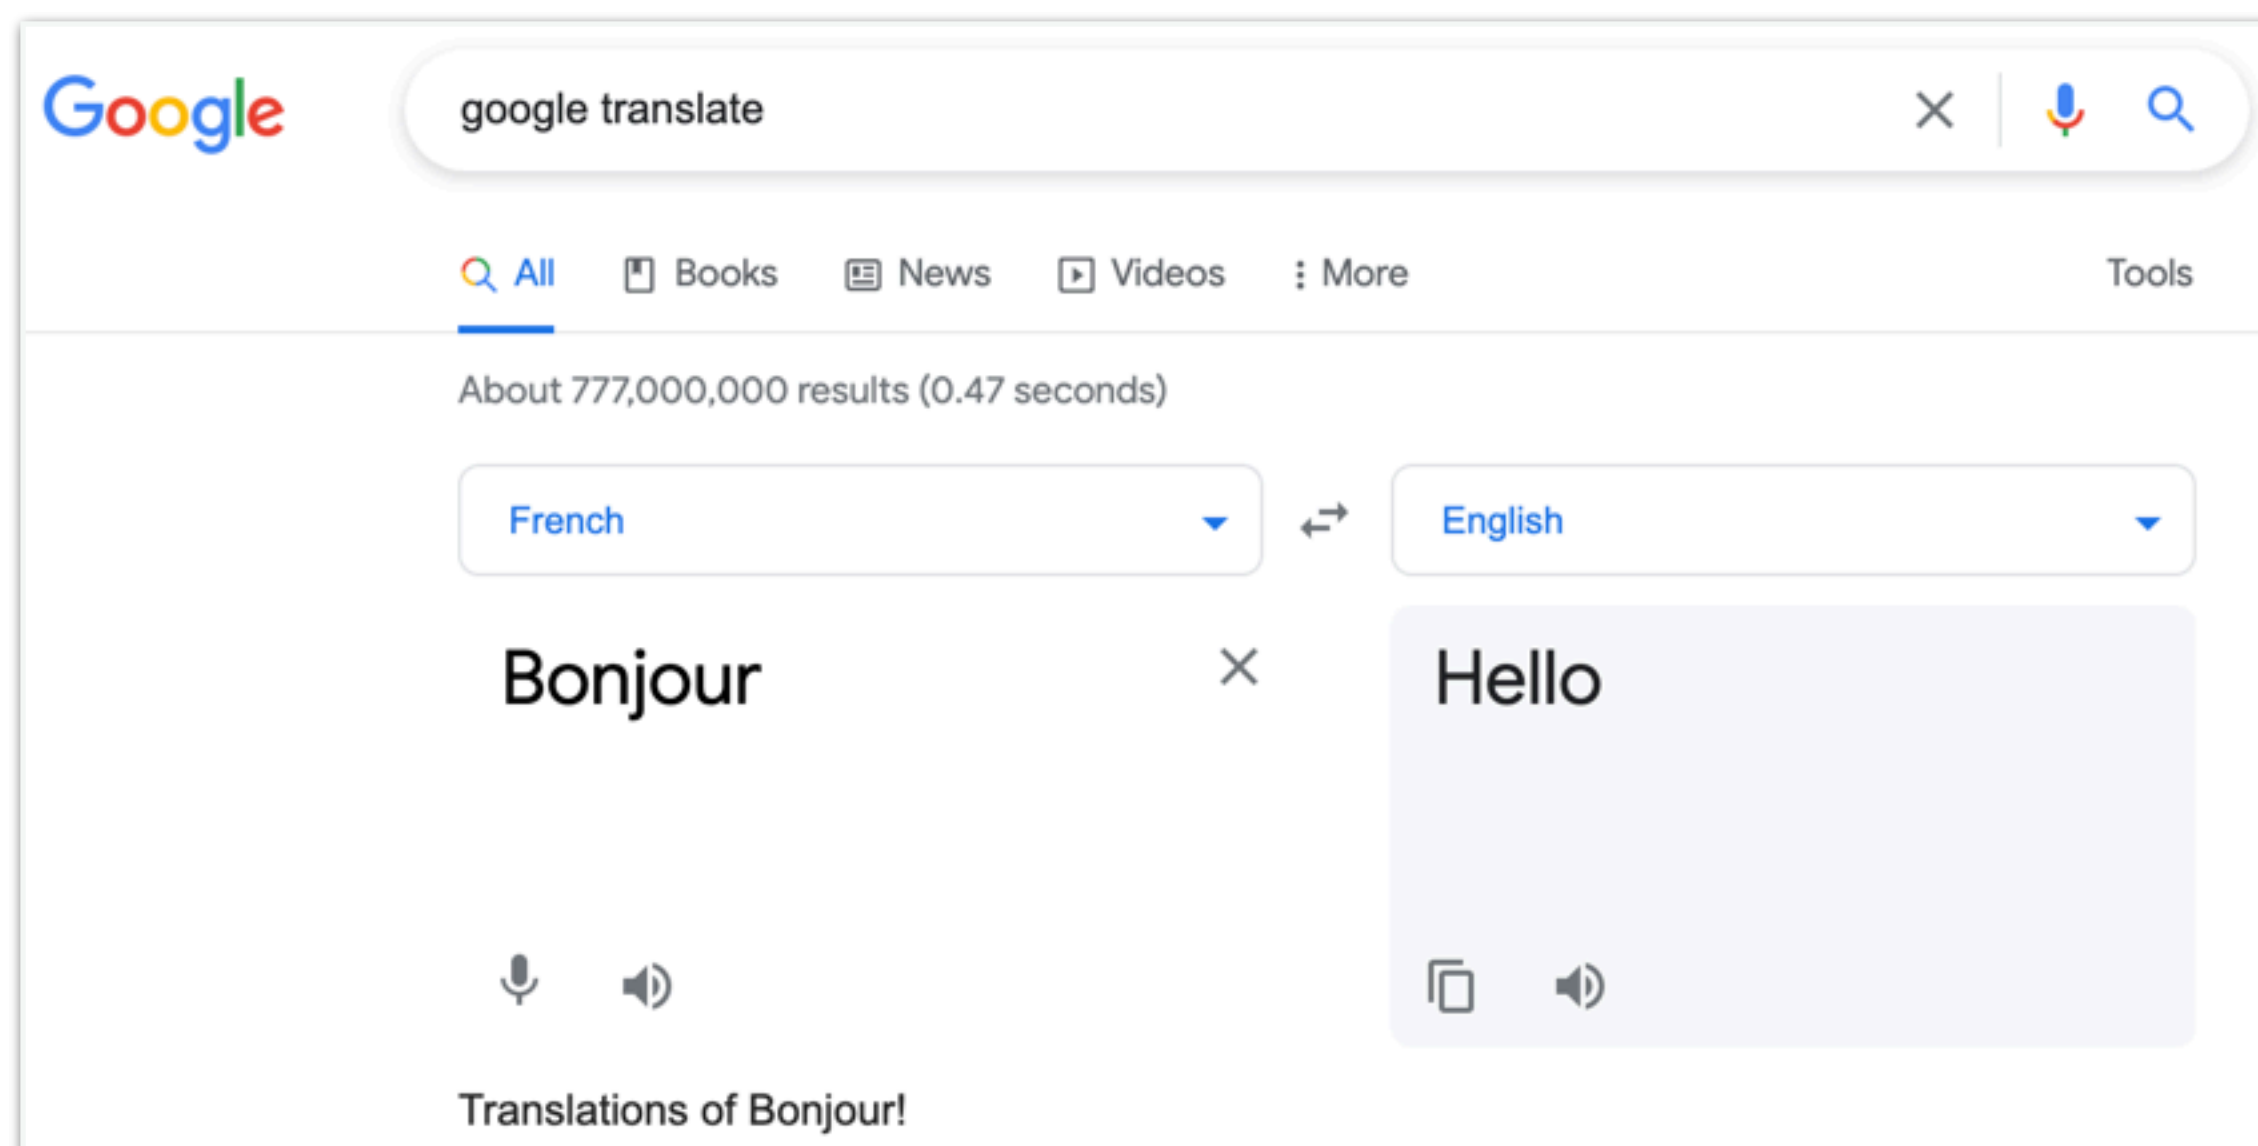 Google google translate
All Books News Videos More Tools
About 777,000,000 results (0.47 seconds)
French English
Bonjour Hello
Translations of Bonjour!